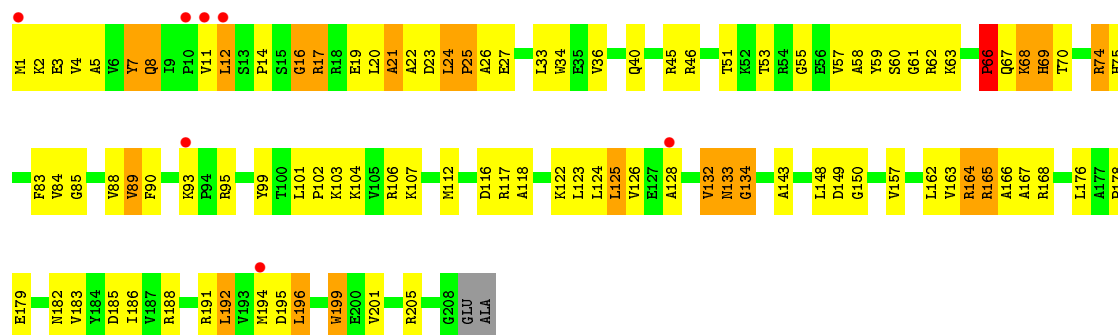 M1 K2 E3 V4 A5 V6 Y7 Q8 I9 P10 V11 L12 S13 P14 S15 G16 R17 R18 E19 L20 A21 A22 D23 L24 P25 A26 E27 L33 W34 E35 V36 Q40 R45 R46 T51 K52 T53 R54 G55 E56 V57 A58 Y59 S60 G61 R62 K63 P66 Q67 K68 H69 T70 R74 H75
F83 V84 G85 V88 V89 F90 K93 P94 R95 Y99 T100 L101 P102 K103 K104 V105 R106 K107 M112 D116 R117 A118 K122 L123 L124 L125 V126 E127 A128 V132 N133 G134 A143 L148 D149 G150 V157 L162 V163 R164 R165 A166 A167 R168 L176 A177
E179 N182 V183 Y184 D185 I186 V187 R188 R191 L192 V193 M194 D195 L196 W199 E200 V201 R205 G208 GLU ALA